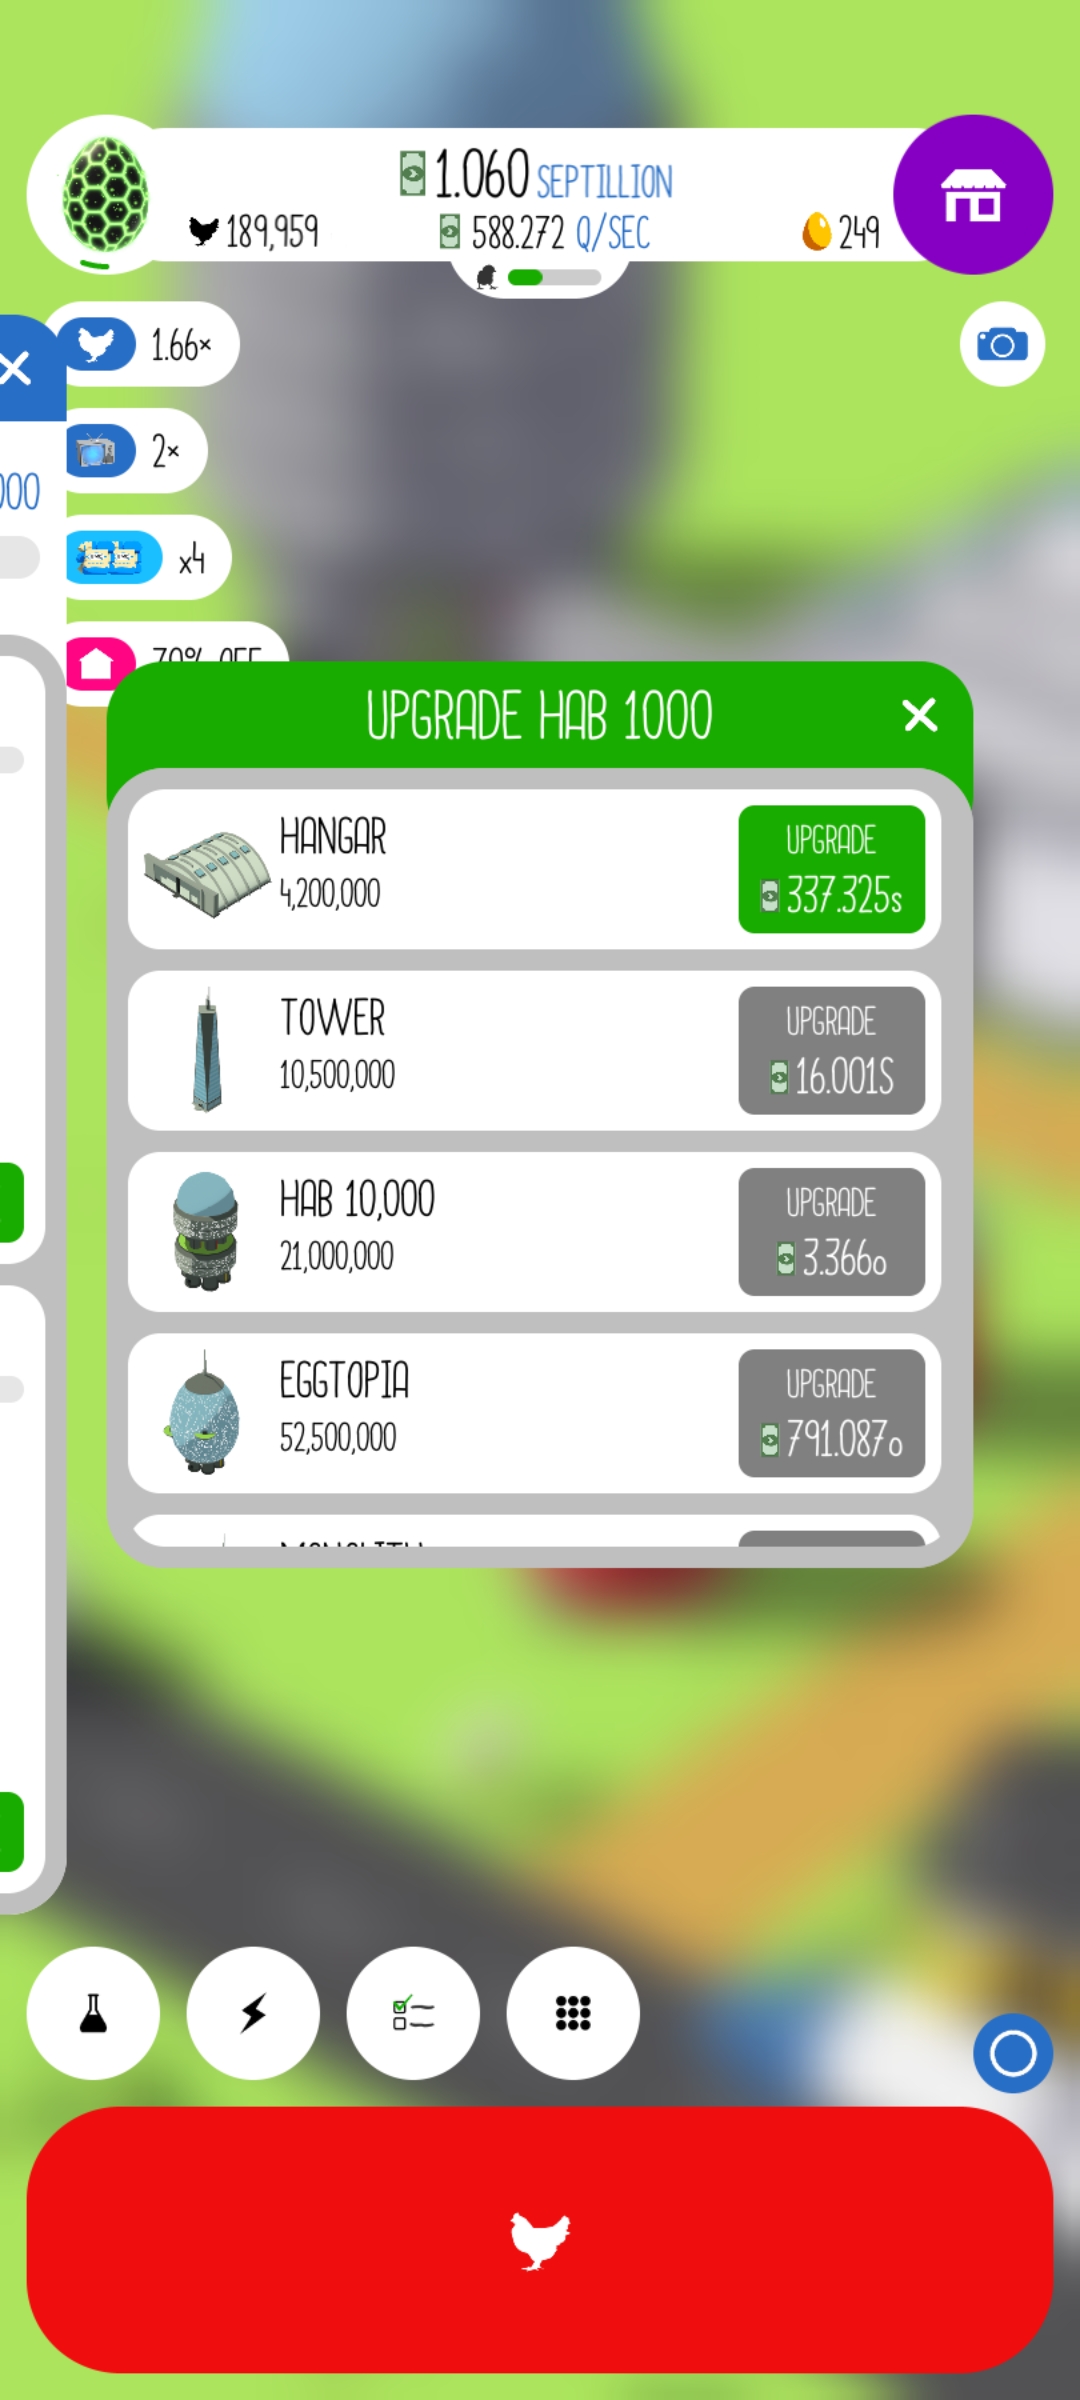 1.060 SEPTILLION
189,959
588.272 Q/SEC
249
1.66×
2×
000
x4
70% OFF
UPGRADE HAB 1000
HANGAR
4,200,000
UPGRADE
337.325s
TOWER
10,500,000
UPGRADE
16.001S
HAB 10,000
21,000,000
UPGRADE
3.366o
EGGTOPIA
52,500,000
UPGRADE
791.087o